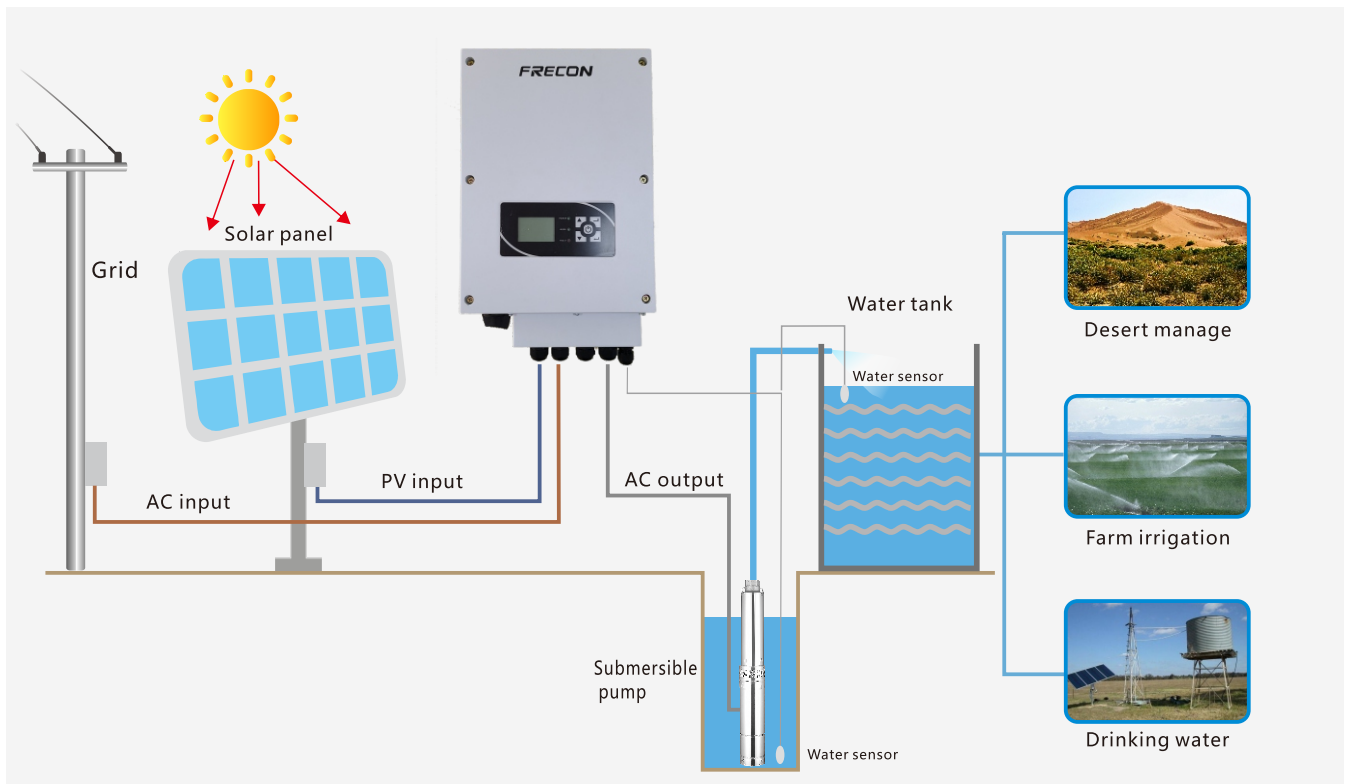 FRECON
Solar panel
Grid
Water tank
Desert manage
Water sensor
PV input
AC output
AC input
Farm irrigation
Submersible
pump
Drinking water
Water sensor